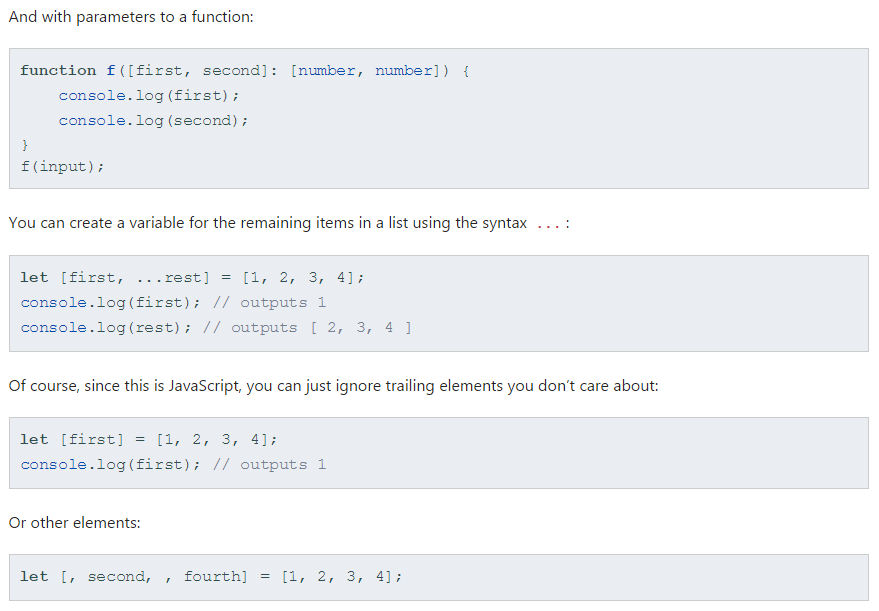 And with parameters to a function:
function f([first, second]: [number, number]) {
    console.log(first);
    console.log(second);
}
f(input);
You can create a variable for the remaining items in a list using the syntax ... :
let [first, ...rest] = [1, 2, 3, 4];
console.log(first); // outputs 1
console.log(rest); // outputs [ 2, 3, 4 ]
Of course, since this is JavaScript, you can just ignore trailing elements you don’t care about:
let [first] = [1, 2, 3, 4];
console.log(first); // outputs 1
Or other elements:
let [, second, , fourth] = [1, 2, 3, 4];